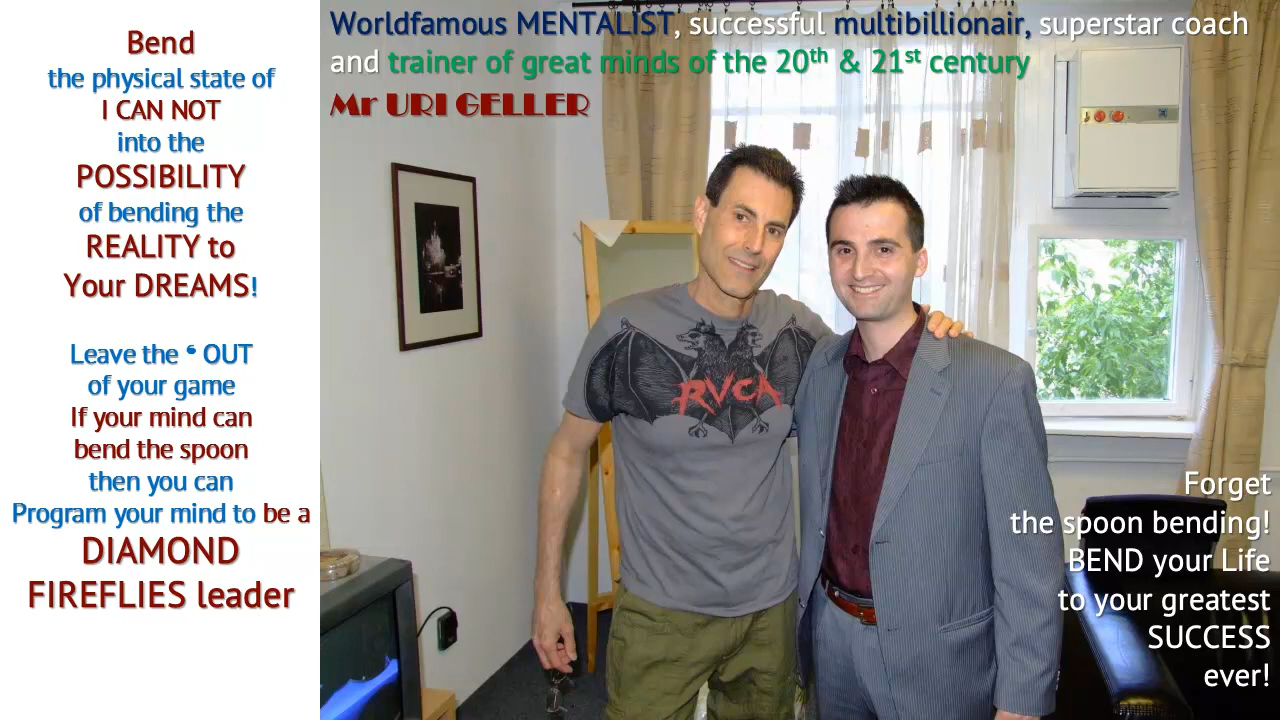 Bend
the physical state of
I CAN NOT
into the
POSSIBILITY
of bending the
REALITY to
Your DREAMS!
Leave the ‘ OUT
of your game
If your mind can
bend the spoon
then you can
Program your mind to be a
DIAMOND
FIREFLIES leader
Worldfamous MENTALIST, successful multibillionair, superstar coach
and trainer of great minds of the 20th & 21st century
Mr URI GELLER
RVCA
Forget
the spoon bending!
BEND your Life
to your greatest
SUCCESS
ever!